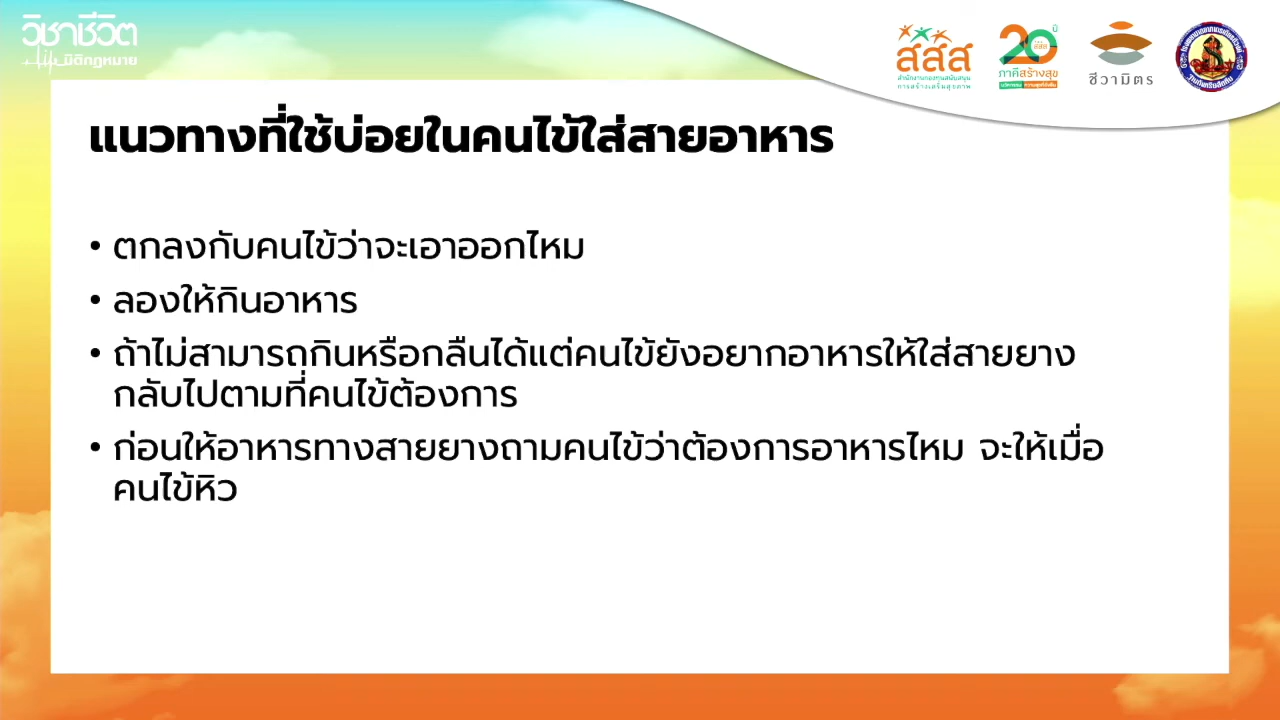 วิชาชีวิต
มิติกฎหมาย
สสส
สำนักงานกองทุนสนับสนุน
การสร้างเสริมสุขภาพ
20 ปี
สสส
ภาคีสร้างสุข
ชีวามิตร
แนวทางที่ใช้บ่อยในคนไข้ใส่สายอาหาร
• ตกลงกับคนไข้ว่าจะเอาออกไหม
• ลองให้กินอาหาร
• ถ้าไม่สามารถกินหรือกลืนได้แต่คนไข้ยังอยากอาหารให้ใส่สายยาง
กลับไปตามที่คนไข้ต้องการ
• ก่อนให้อาหารทางสายยางถามคนไข้ว่าต้องการอาหารไหม จะให้เมื่อ
คนไข้หิว